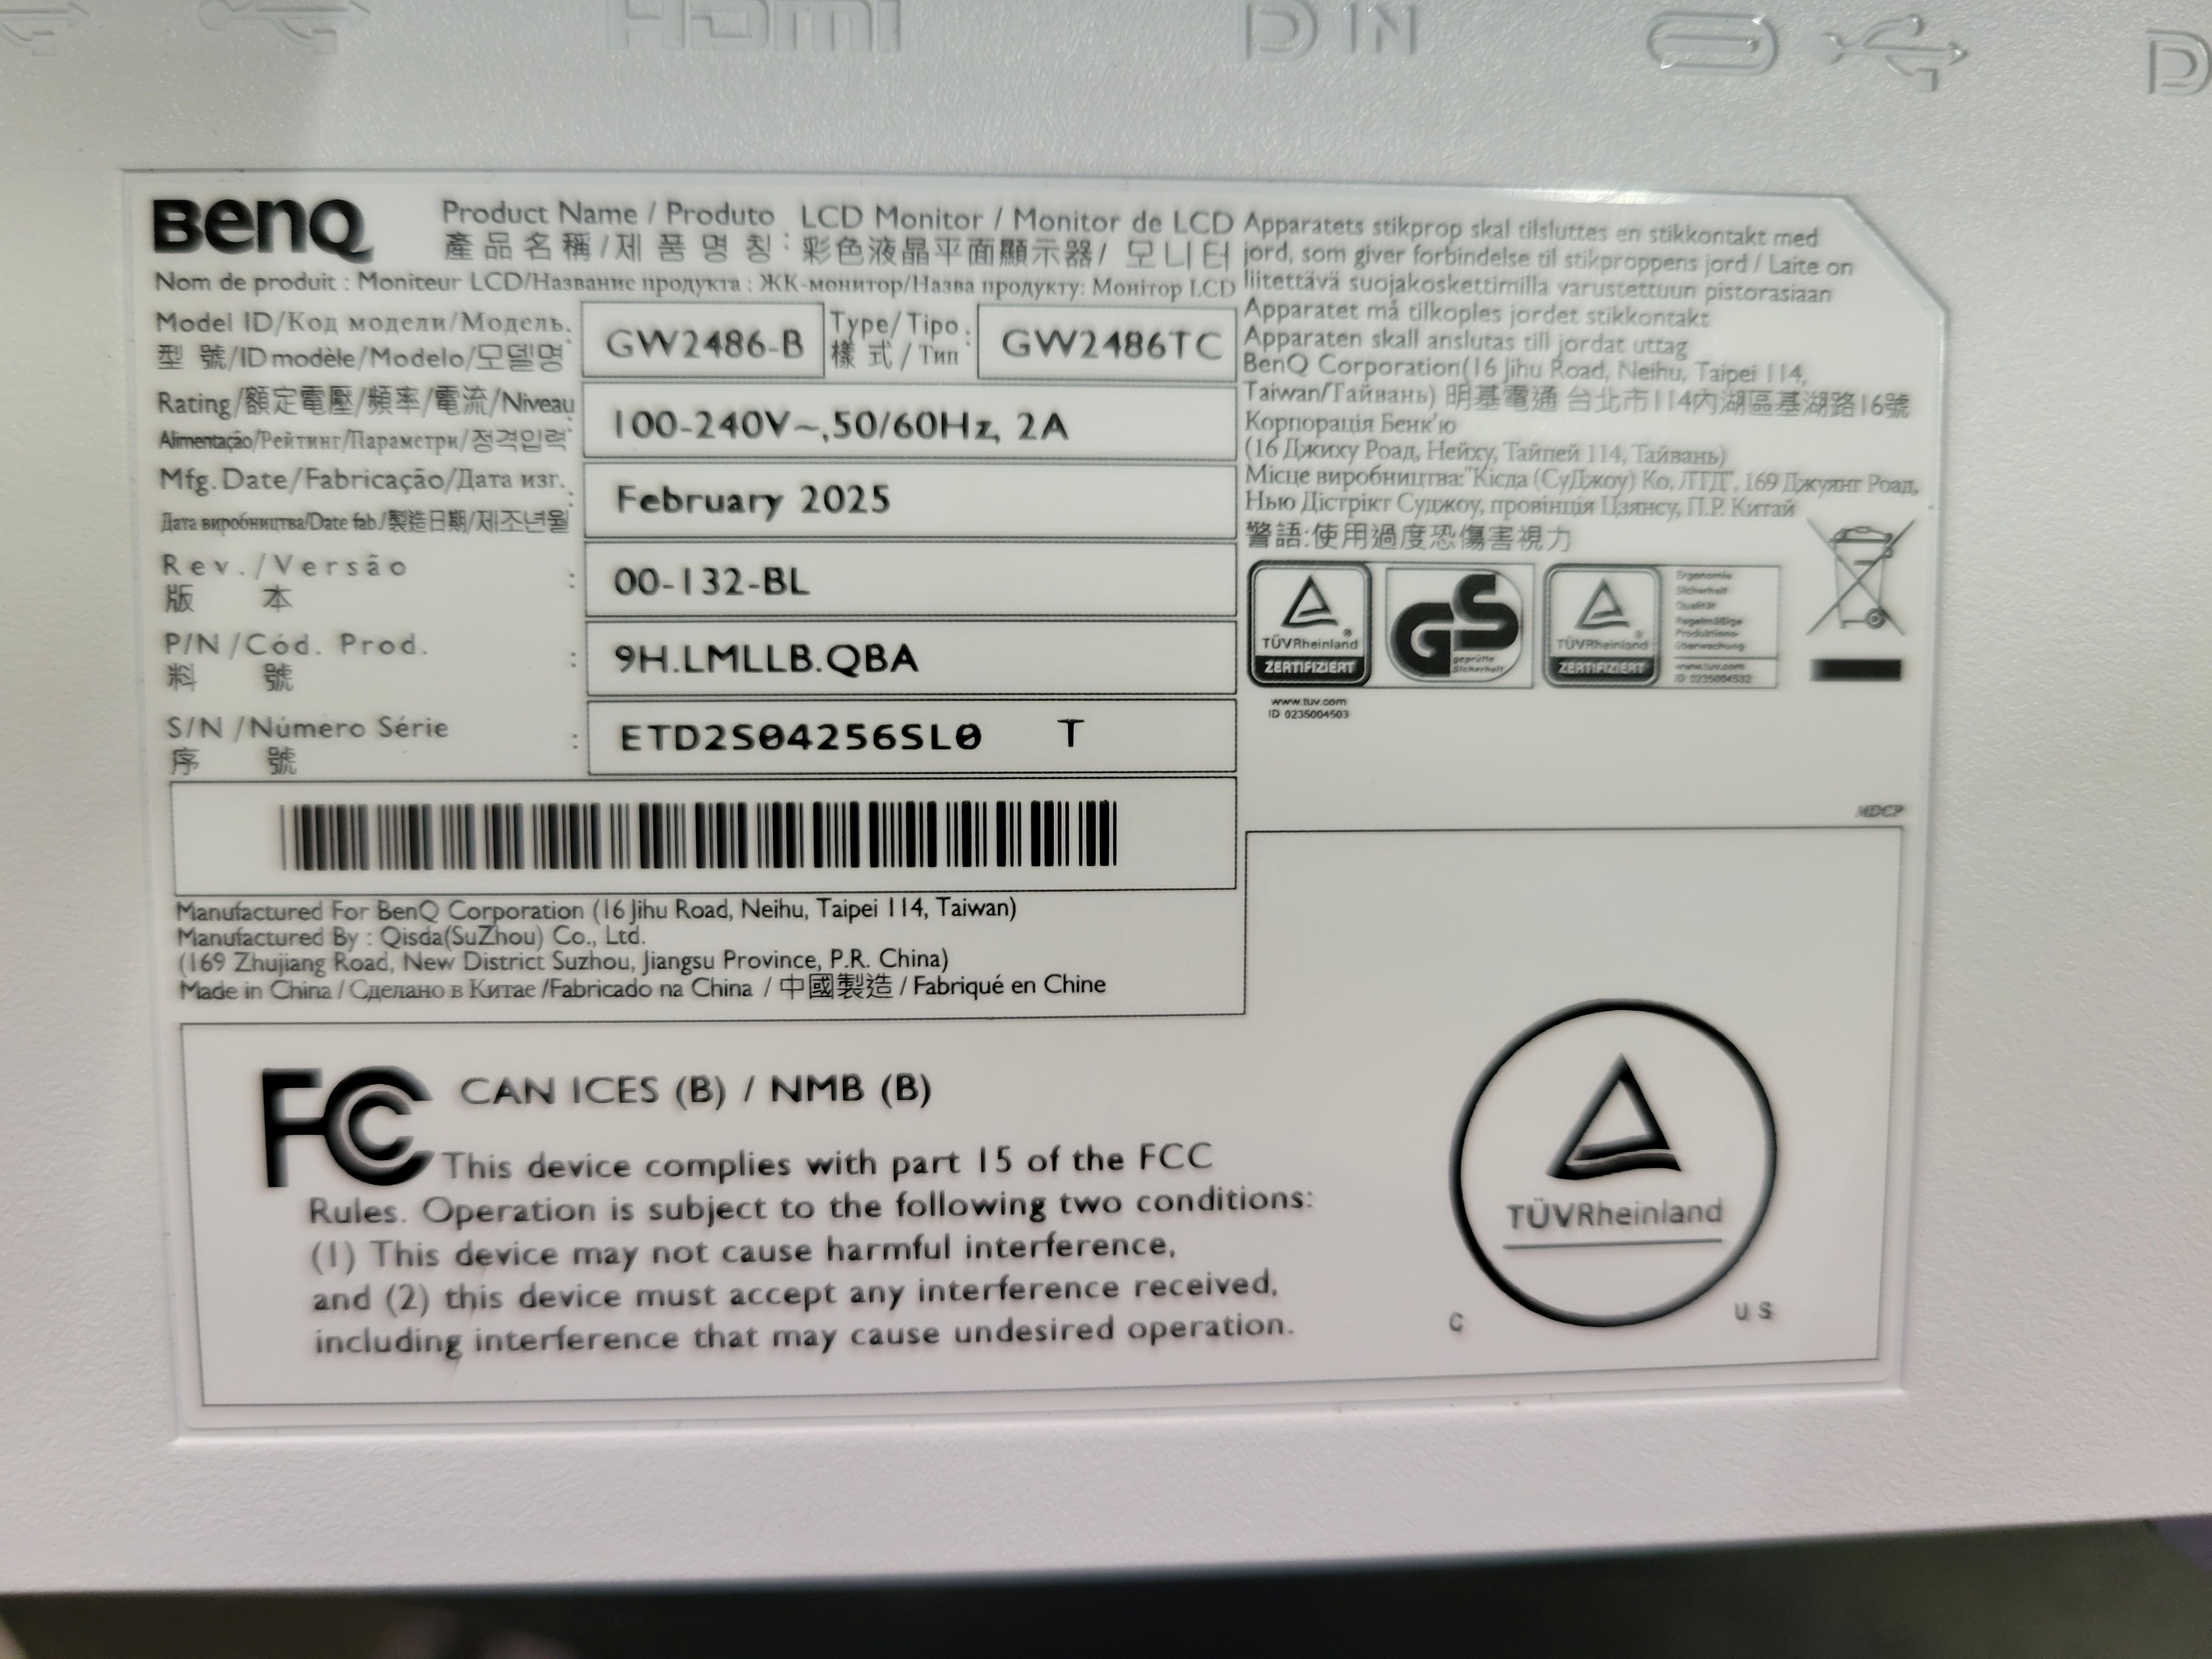 HDMI
D IN
D
BenQ
Product Name / Produto LCD Monitor / Monitor de LCD
產品名稱/제 품 명 칭 : 彩色液晶平面顯示器/ 모니터
Nom de produit : Moniteur LCD/Название продукта : ЖК-монитор/Назва продукту: Монітор LCD
Model ID/Код модели/Модель. : GW2486-B
型 號/ID modèle/Modelo/모델명
Type/Tipo : GW2486TC
樣 式 / Тип
Rating/額定電壓/頻率/電流/Niveau : 100-240V~,50/60Hz, 2A
Alimentação/Рейтинг/Параметри/정격입력
Mfg.Date/Fabricação/Дата изг. : February 2025
Дата виробництва/Date fab./製造日期/제조년월
Rev./Versão : 00-132-BL
版 本
P/N /Cód. Prod. : 9H.LMLLB.QBA
料 號
S/N /Número Série : ETD2S04256SL0 T
序 號
Manufactured For BenQ Corporation (16 Jihu Road, Neihu, Taipei 114, Taiwan)
Manufactured By : Qisda(SuZhou) Co., Ltd.
(169 Zhujiang Road, New District Suzhou, Jiangsu Province, P.R. China)
Made in China / Сделано в Китае /Fabricado na China / 中國製造 / Fabriqué en Chine
Apparatets stikprop skal tilsluttes en stikkontakt med
jord, som giver forbindelse til stikproppens jord / Laite on
liitettävä suojakoskettimilla varustettuun pistorasiaan
Apparatet må tilkoples jordet stikkontakt
Apparaten skall anslutas till jordat uttag
BenQ Corporation(16 Jihu Road, Neihu, Taipei 114,
Taiwan/Тайвань) 明基電通 台北市114內湖區基湖路16號
Корпорація Бенк'ю
(16 Джиху Роад, Нейху, Тайпей 114, Тайвань)
Місце виробництва:"Кісда (СуДжоу) Ко, ЛТД", 169 Джуянг Роад,
Нью Дістрікт Суджоу, провінція Цзянсу, П.Р. Китай
警語:使用過度恐傷害視力
TÜVRheinland
ZERTIFIZIERT
www.tuv.com
ID 0235004503
GS
geprüfte
Sicherheit
TÜVRheinland
ZERTIFIZIERT
Ergonomie
Sicherheit
Qualität
Regelmäßige
Produktions-
überwachung
www.tuv.com
ID 0235004532
MDCP
FC CAN ICES (B) / NMB (B)
This device complies with part 15 of the FCC
Rules. Operation is subject to the following two conditions:
(1) This device may not cause harmful interference,
and (2) this device must accept any interference received,
including interference that may cause undesired operation.
TÜVRheinland
C US